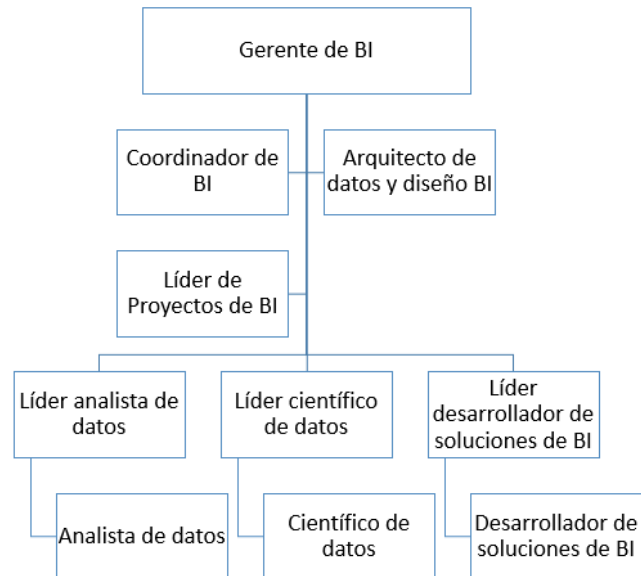 Gerente de BI
Coordinador de
BI
Arquitecto de
datos y diseño BI
Líder de
Proyectos de BI
Líder analista de
datos
Líder científico
de datos
Líder
desarrollador de
soluciones de BI
Analista de datos
Científico de
datos
Desarrollador de
soluciones de BI